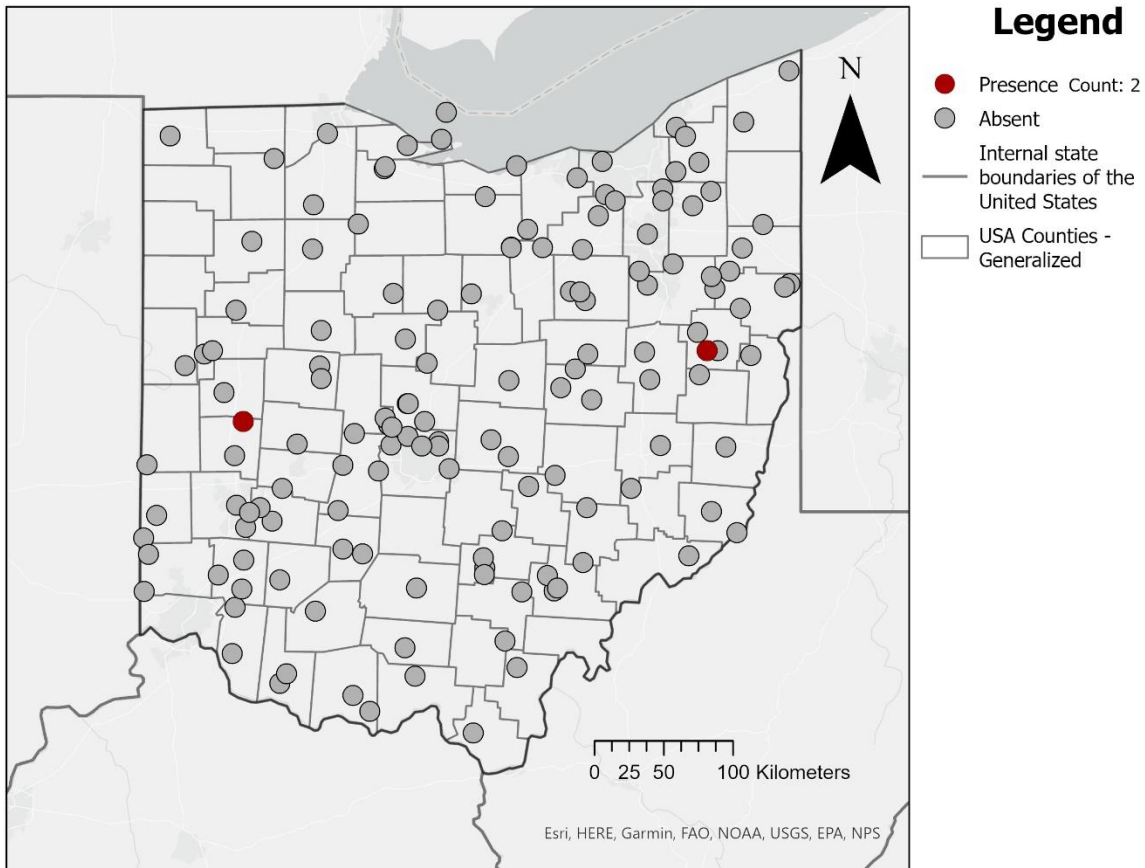 Legend
N
Presence Count: 2
Absent
Internal state
boundaries of the
United States
USA Counties -
Generalized
0 25 50 100 Kilometers
Esri, HERE, Garmin, FAO, NOAA, USGS, EPA, NPS